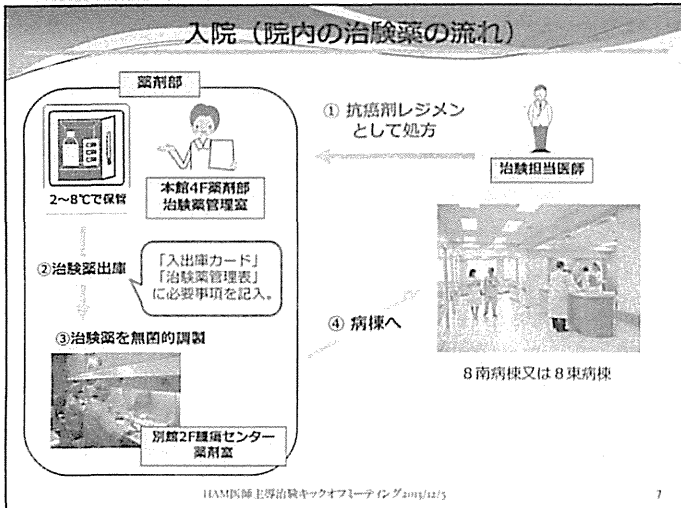 入院（院内の治験薬の流れ）
薬剤部
2～8℃で保管
本館4F薬剤部
治験薬管理室
① 抗癌剤レジメン
として処方
治験担当医師
②治験薬出庫
「入出庫カード」
「治験薬管理表」
に必要事項を記入。
③治験薬を無菌的調製
別館2F腫瘍センター
薬剤室
④ 病棟へ
８南病棟又は８東病棟
HAM医師主導治験キックオフミーティング2013/12/5
7